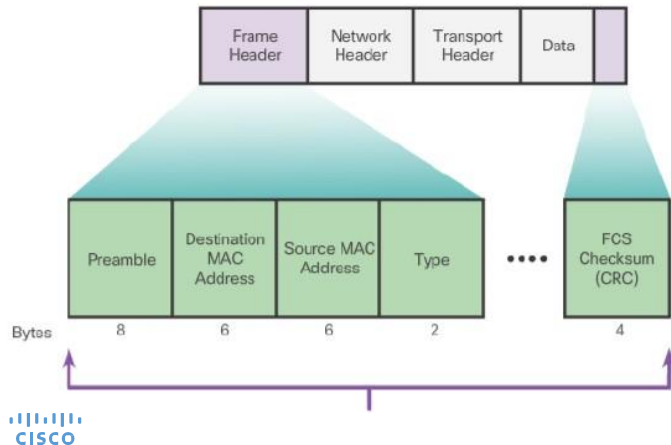 Frame
Header
Network
Header
Transport
Header
Data
Preamble
Destination
MAC
Address
Source MAC
Address
Type
FCS
Checksum
(CRC)
Bytes
8
6
6
2
4
CISCO